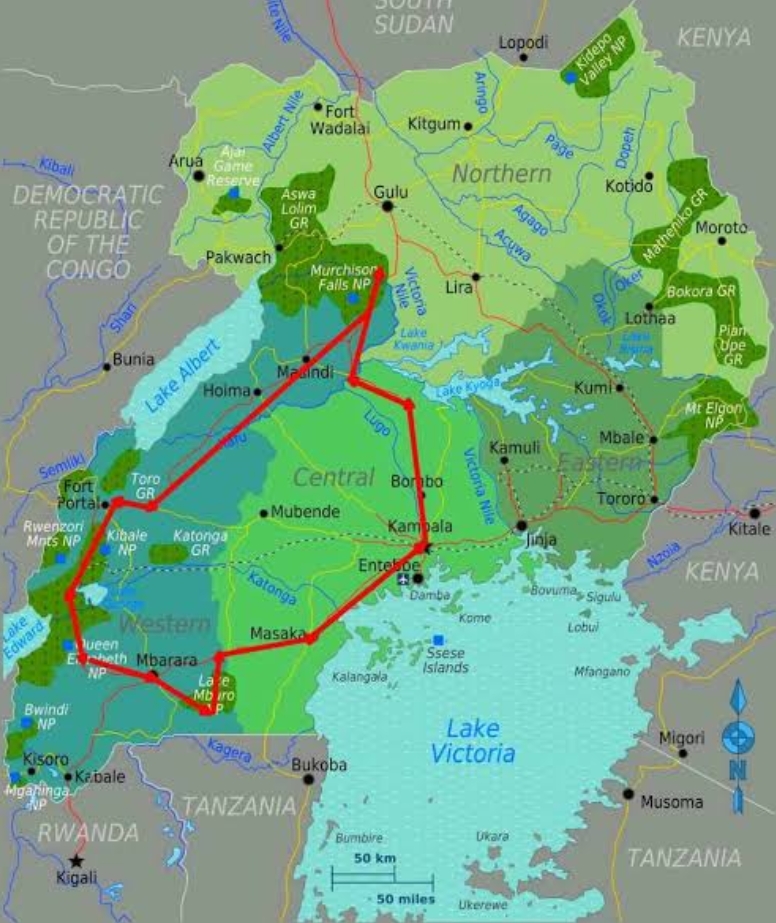 SOUTH
SUDAN
White Nile
KENYA
Lopodi
Kidepo
Valley NP
Aringo
Albert Nile
Fort
Wadalai
Kitgum
Page
Dopeh
Kibali
Arua
Ajai
Game
Reserve
Northern
Kotido
DEMOCRATIC
REPUBLIC
OF THE
CONGO
Aswa
Lolim
GR
Gulu
Agago
Matheniko GR
Moroto
Pakwach
Acuwa
Murchison
Falls NP
Victoria
Nile
Lira
Oker
Okok
Bokora GR
Shari
Lothaa
Lake
Kwania
Pian
Upe
GR
Bunia
Lake Albert
Masindi
Hoima
Lake Kyoga
Kumi
Mt Elgon
NP
Lugo
Kafu
Mbale
Semliki
Kamuli
Eastern
Toro
GR
Central
Victoria Nile
Fort
Portal
Bombo
Tororo
Mubende
Rwenzori
Mnts NP
Kibale
NP
Katonga
GR
Kampala
Jinja
Kitale
Nzoia
Entebbe
KENYA
Katonga
Damba
Bovuma
Sigulu
Lake
George
Kome
Lake
Edward
Western
Masaka
Lobui
Queen
Elizabeth
NP
Mbarara
Ssese
Islands
Mfangano
Kalangala
Lake
Mburo
NP
Bwindi
NP
Lake
Victoria
Migori
Kagera
N
Kisoro
Kabale
Bukoba
Mgahinga
NP
TANZANIA
Musoma
RWANDA
Bumbire
Ukara
TANZANIA
50 km
Kigali
50 miles
Ukerewe